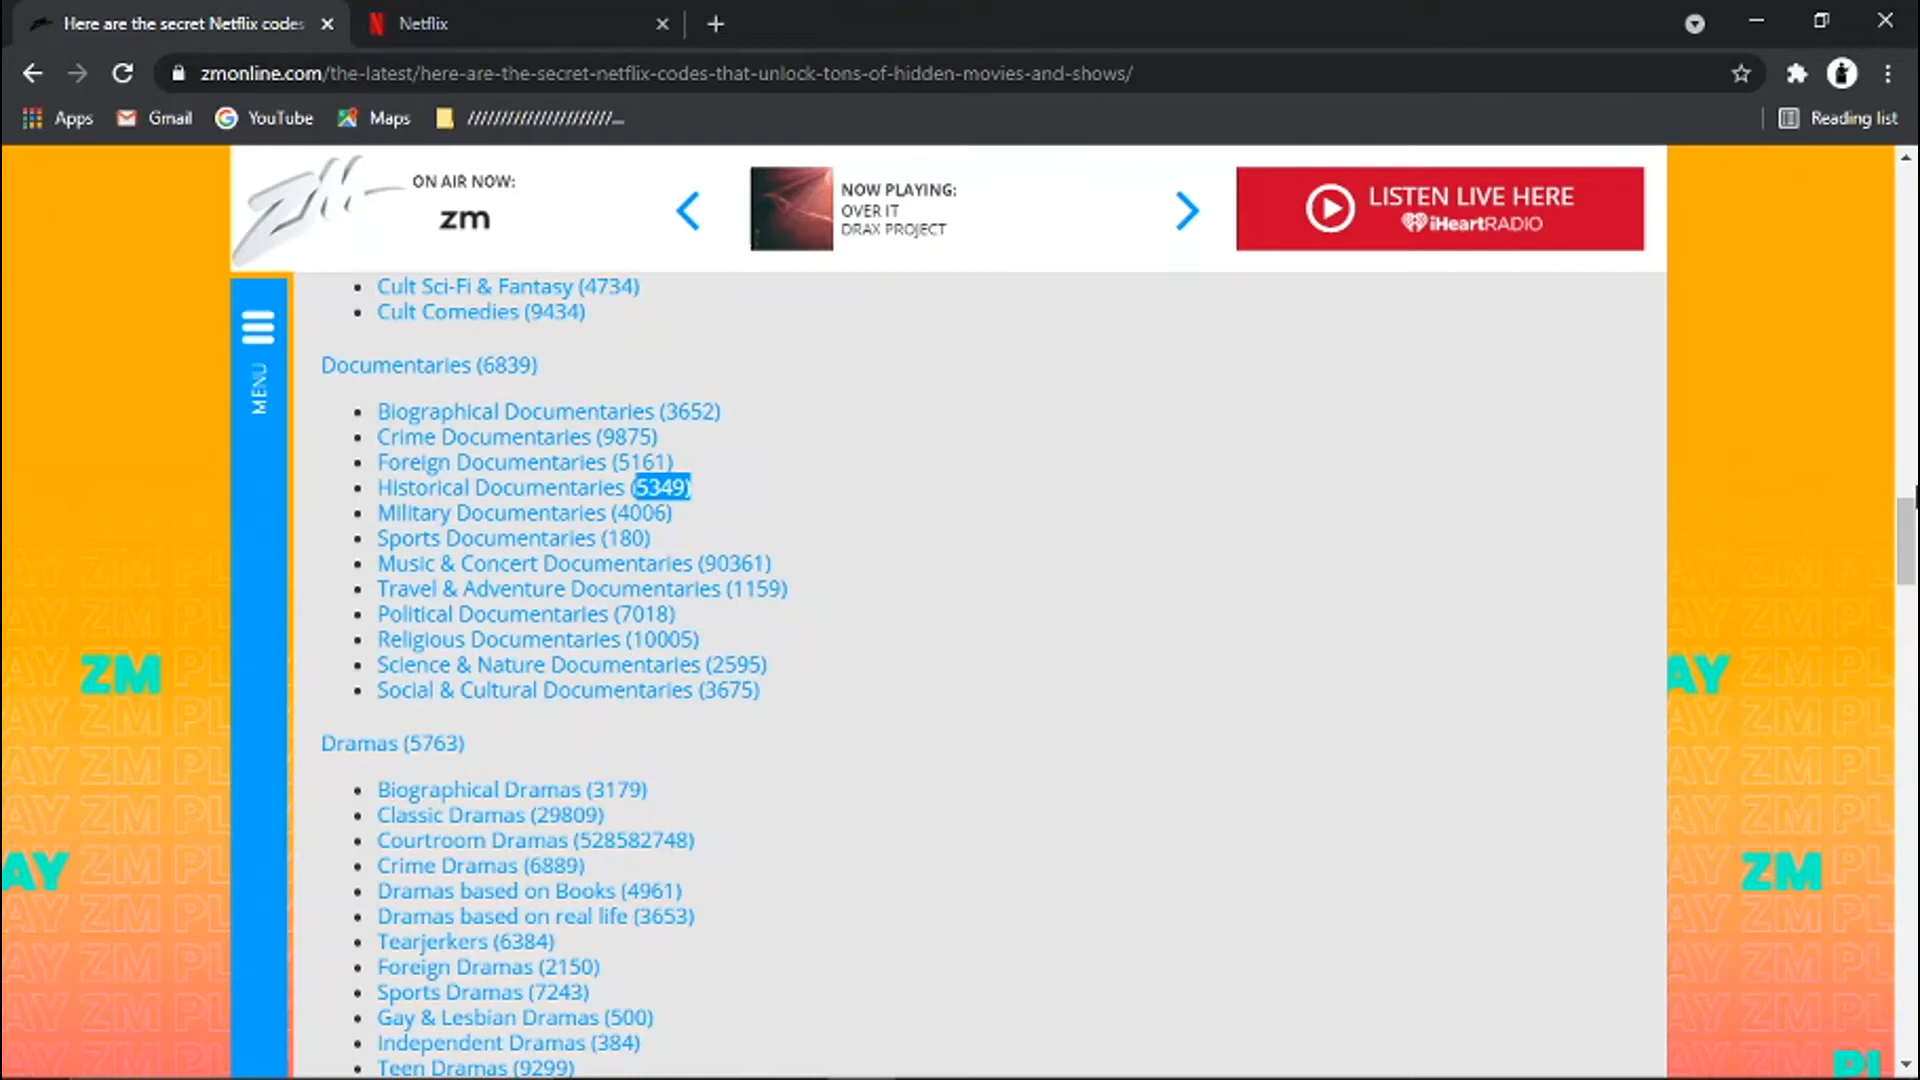 Here are the secret Netflix codes
Netflix
zmonline.com/the-latest/here-are-the-secret-netflix-codes-that-unlock-tons-of-hidden-movies-and-shows/
Apps
Gmail
YouTube
Maps
Reading list
ZM
ON AIR NOW:
zm
NOW PLAYING:
OVER IT
DRAX PROJECT
LISTEN LIVE HERE
iHeartRADIO
MENU
• Cult Sci-Fi & Fantasy (4734)
• Cult Comedies (9434)
Documentaries (6839)
• Biographical Documentaries (3652)
• Crime Documentaries (9875)
• Foreign Documentaries (5161)
• Historical Documentaries (5349)
• Military Documentaries (4006)
• Sports Documentaries (180)
• Music & Concert Documentaries (90361)
• Travel & Adventure Documentaries (1159)
• Political Documentaries (7018)
• Religious Documentaries (10005)
• Science & Nature Documentaries (2595)
• Social & Cultural Documentaries (3675)
Dramas (5763)
• Biographical Dramas (3179)
• Classic Dramas (29809)
• Courtroom Dramas (528582748)
• Crime Dramas (6889)
• Dramas based on Books (4961)
• Dramas based on real life (3653)
• Tearjerkers (6384)
• Foreign Dramas (2150)
• Sports Dramas (7243)
• Gay & Lesbian Dramas (500)
• Independent Dramas (384)
• Teen Dramas (9299)
ZM
AY
AY
ZM